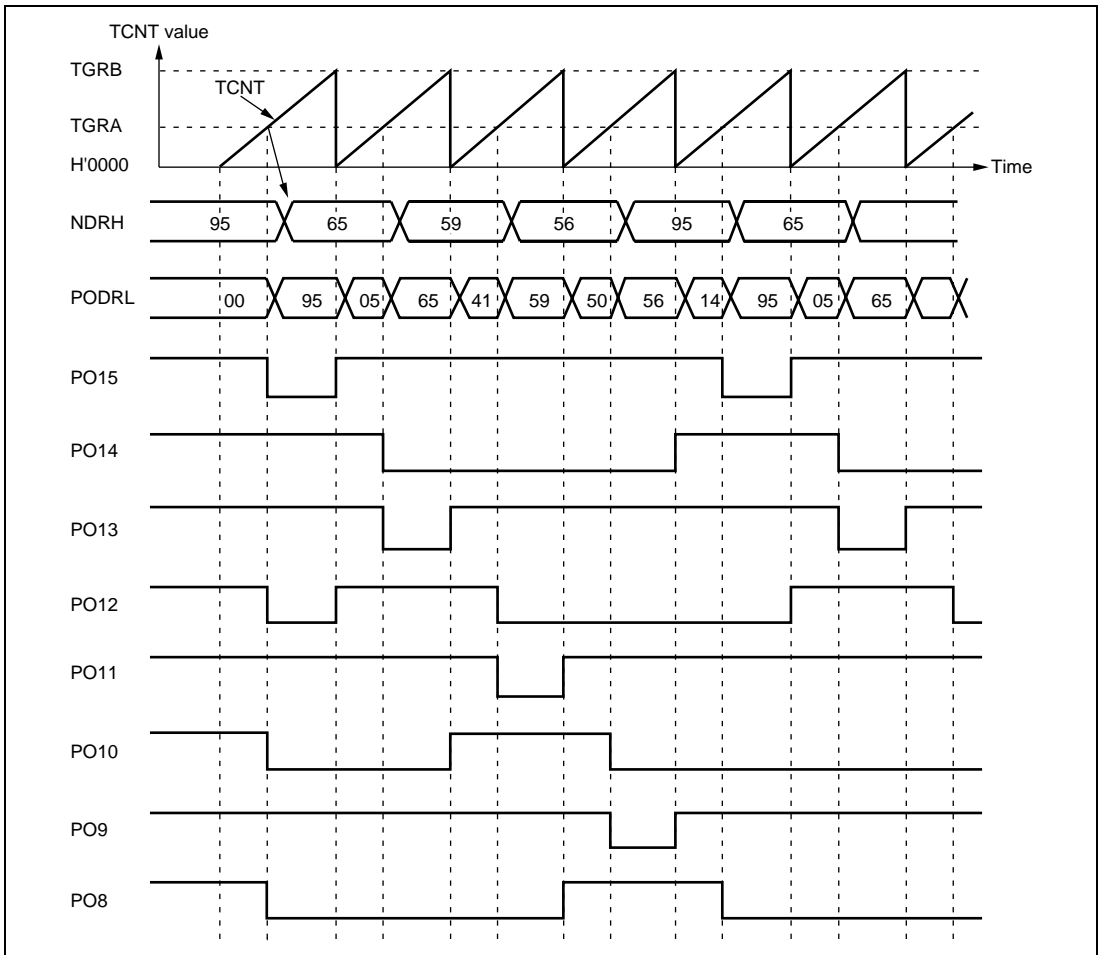 TCNT value
TGRB
TCNT
TGRA
H'0000
Time
NDRH 95 65 59 56 95 65
PODRL 00 95 05 65 41 59 50 56 14 95 05 65
PO15
PO14
PO13
PO12
PO11
PO10
PO9
PO8